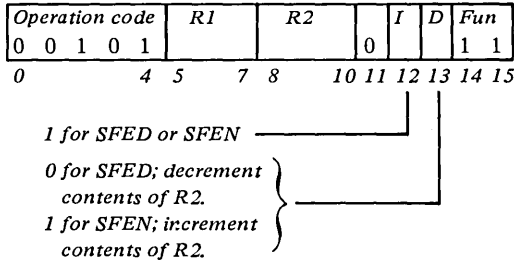 Operation code R1 R2 I D Fun
0 0 1 0 1 0 1 1
0 4 5 7 8 10 11 12 13 14 15
1 for SFED or SFEN
0 for SFED; decrement
contents of R2.
1 for SFEN; increment
contents of R2.